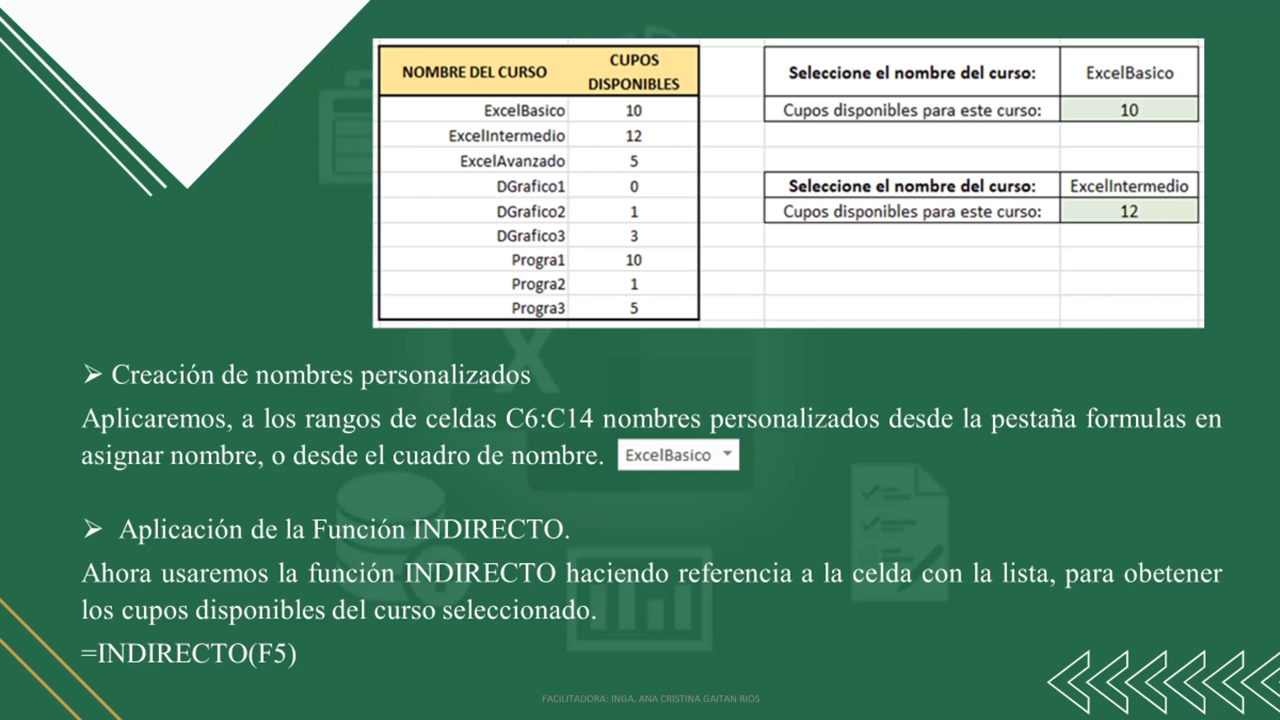 NOMBRE DEL CURSO CUPOS DISPONIBLES
ExcelBasico 10
ExcelIntermedio 12
ExcelAvanzado 5
DGrafico1 0
DGrafico2 1
DGrafico3 3
Progra1 10
Progra2 1
Progra3 5
Seleccione el nombre del curso: ExcelBasico
Cupos disponibles para este curso: 10
Seleccione el nombre del curso: ExcelIntermedio
Cupos disponibles para este curso: 12
➢ Creación de nombres personalizados
Aplicaremos, a los rangos de celdas C6:C14 nombres personalizados desde la pestaña formulas en
asignar nombre, o desde el cuadro de nombre. ExcelBasico
➢ Aplicación de la Función INDIRECTO.
Ahora usaremos la función INDIRECTO haciendo referencia a la celda con la lista, para obetener
los cupos disponibles del curso seleccionado.
=INDIRECTO(F5)
FACILITADORA: INGA. ANA CRISTINA GAITAN RIOS